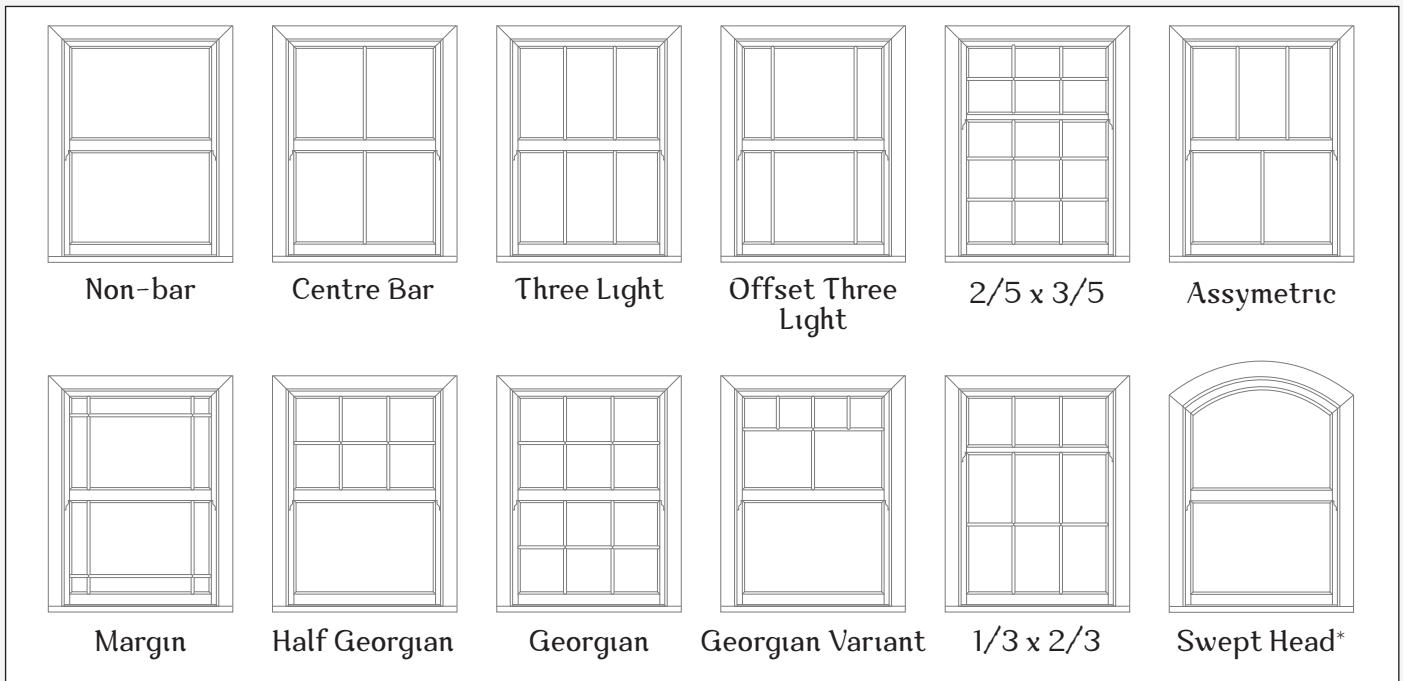 Non-bar
Centre Bar
Three Light
Offset Three
Light
2/5 x 3/5
Assymetric
Margin
Half Georgian
Georgian
Georgian Variant
1/3 x 2/3
Swept Head*